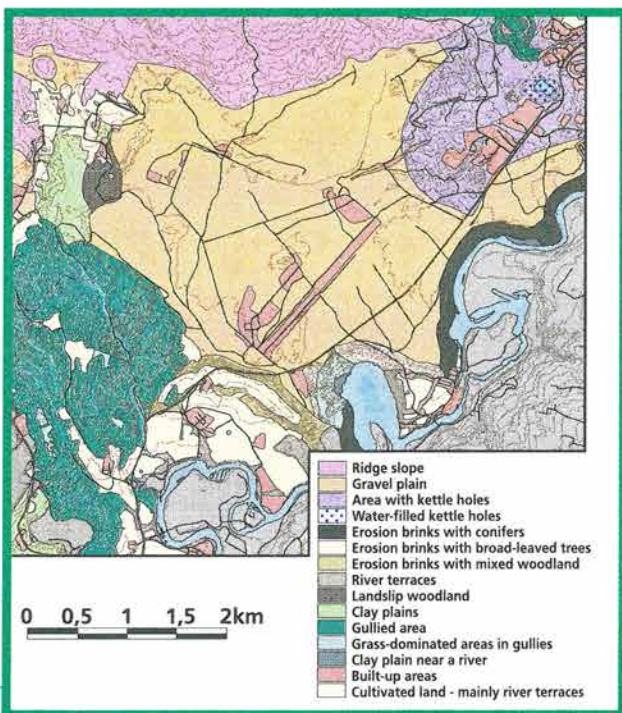 Ridge slope
Gravel plain
Area with kettle holes
Water-filled kettle holes
Erosion brinks with conifers
Erosion brinks with broad-leaved trees
Erosion brinks with mixed woodland
River terraces
Landslip woodland
Clay plains
Gullied area
Grass-dominated areas in gullies
Clay plain near a river
Built-up areas
Cultivated land - mainly river terraces
0 0,5 1 1,5 2km